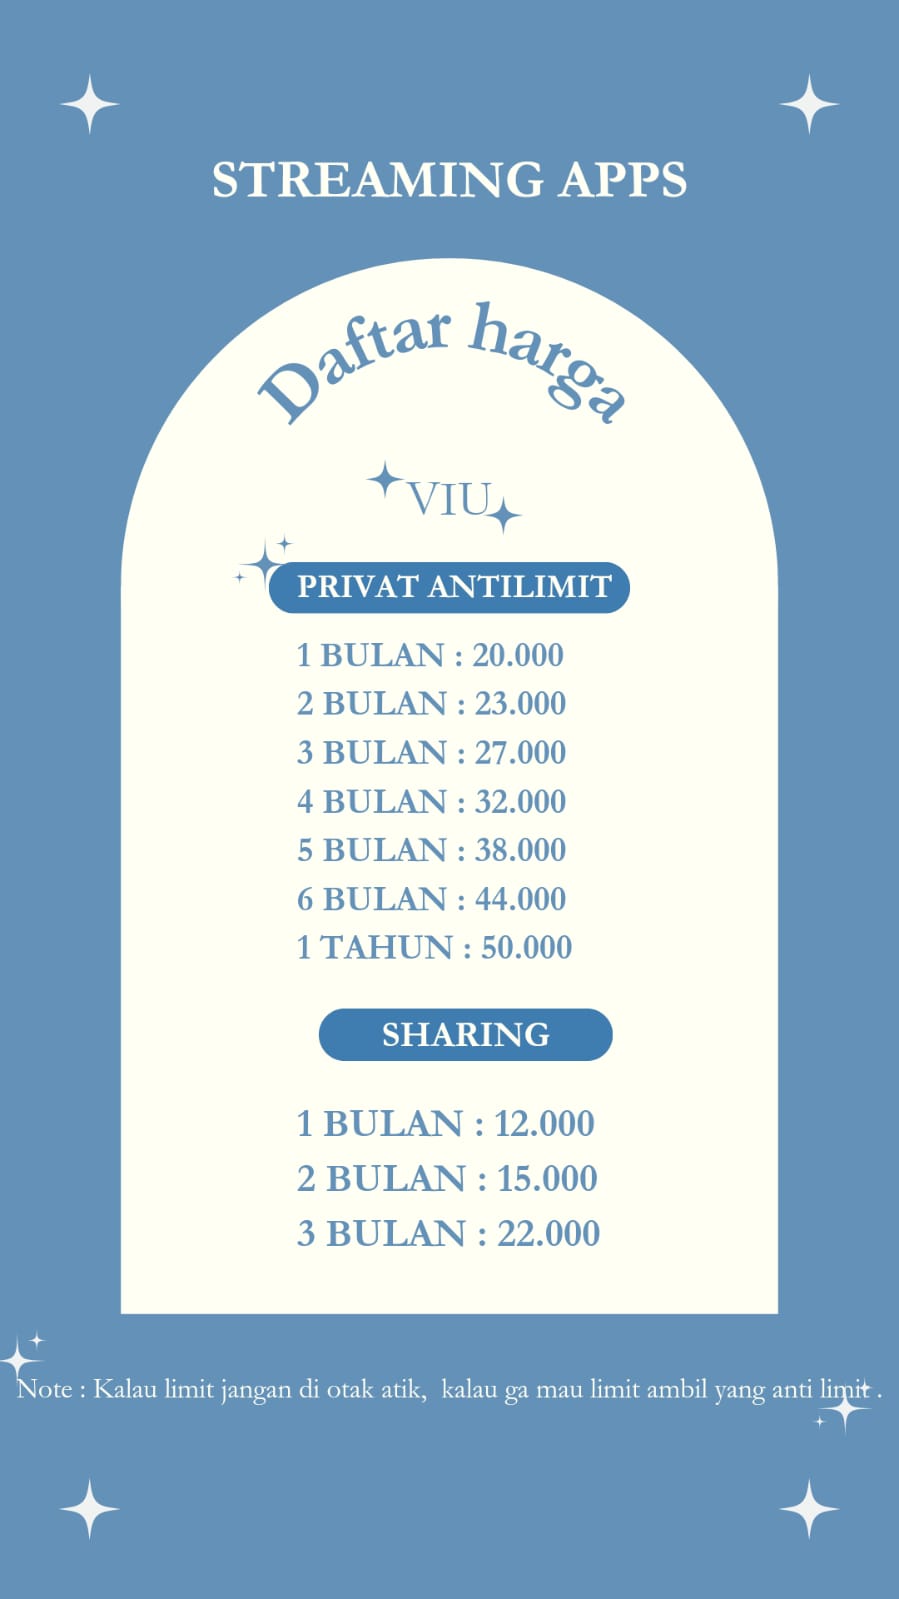 STREAMING APPS
Daftar harga
VIU
PRIVAT ANTILIMIT
1 BULAN : 20.000
2 BULAN : 23.000
3 BULAN : 27.000
4 BULAN : 32.000
5 BULAN : 38.000
6 BULAN : 44.000
1 TAHUN : 50.000
SHARING
1 BULAN : 12.000
2 BULAN : 15.000
3 BULAN : 22.000
Note : Kalau limit jangan di otak atik,  kalau ga mau limit ambil yang anti limit .